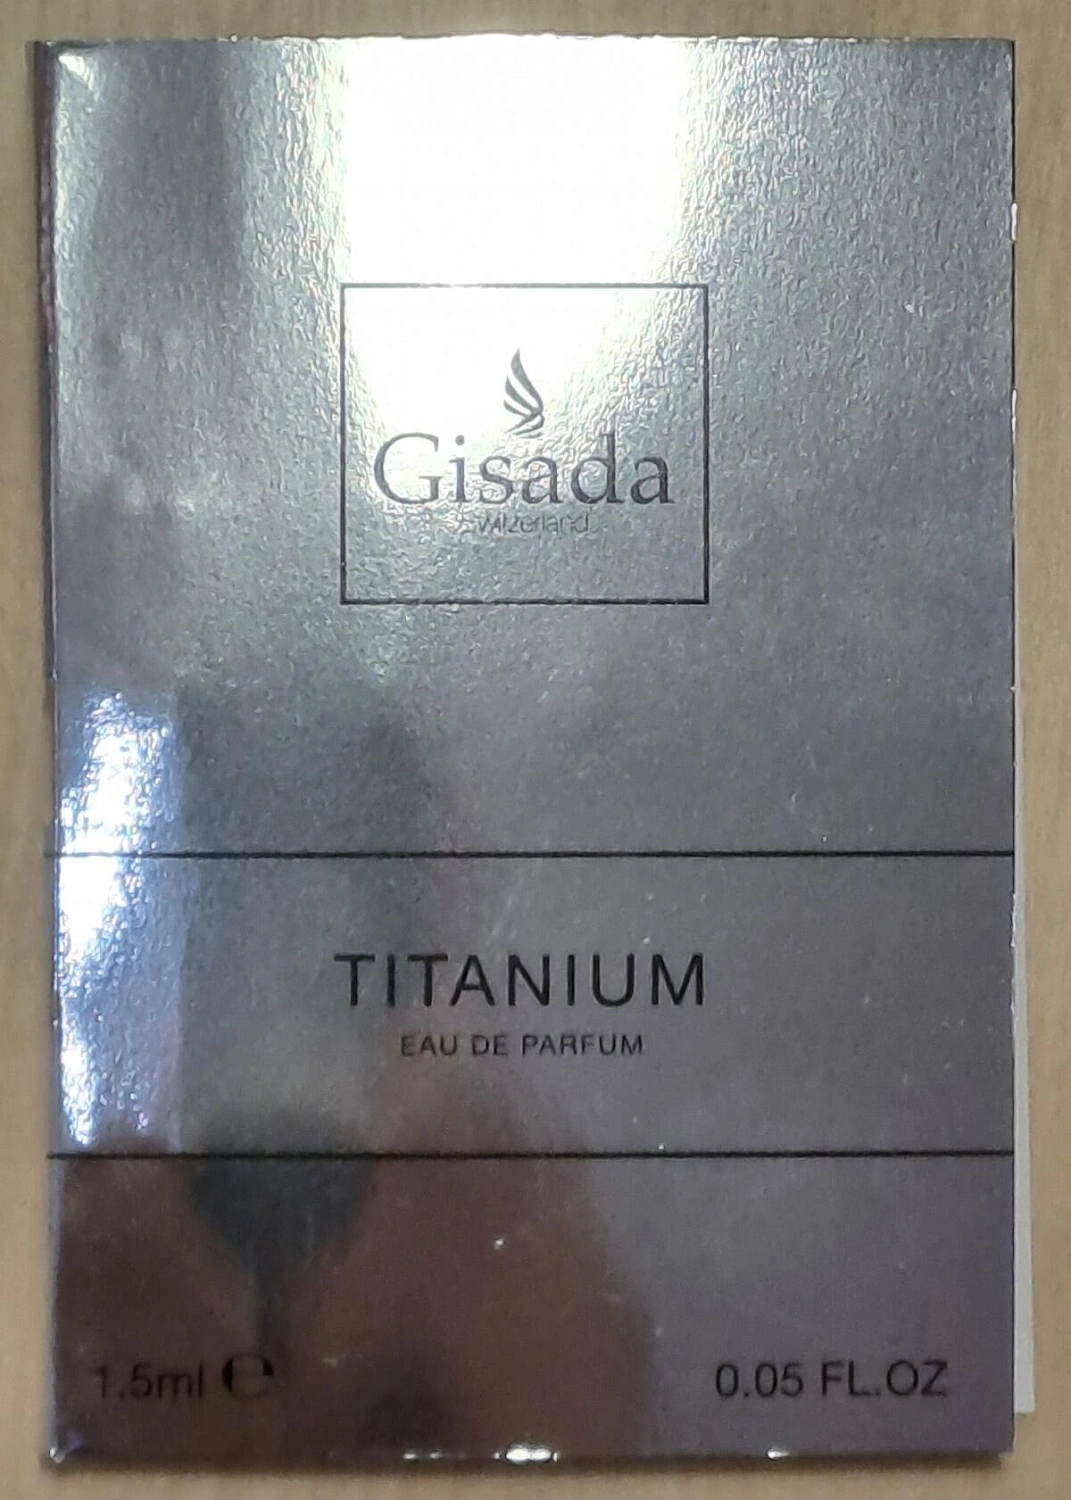 Gisada
Switzerland
TITANIUM
EAU DE PARFUM
1.5ml ℮
0.05 FL.OZ